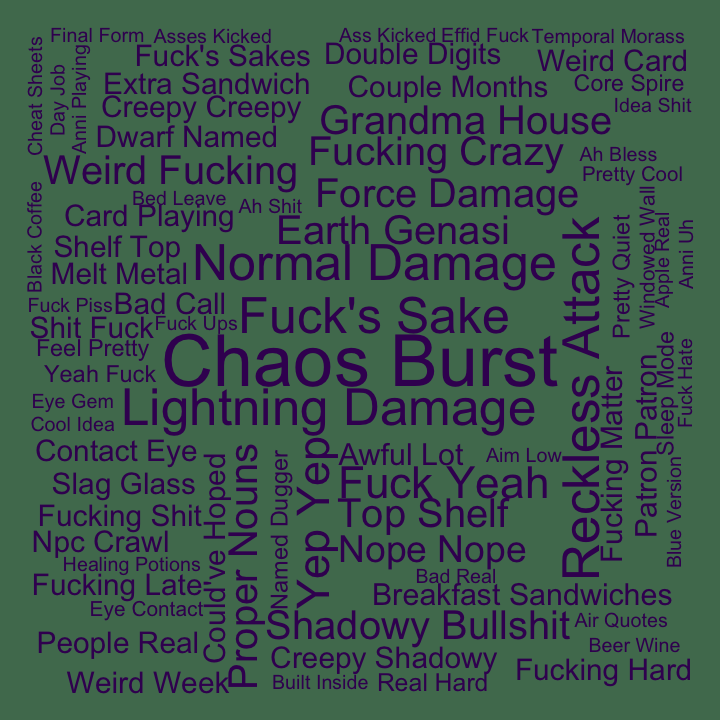 Final Form
Asses Kicked
Ass Kicked
Effid Fuck
Temporal Morass
Cheat Sheets
Day Job
Anni Playing
Fuck's Sakes
Double Digits
Weird Card
Extra Sandwich
Couple Months
Core Spire
Creepy Creepy
Idea Shit
Grandma House
Dwarf Named
Fucking Crazy
Ah Bless
Weird Fucking
Pretty Cool
Bed Leave
Ah Shit
Force Damage
Black Coffee
Card Playing
Earth Genasi
Reckless Attack
Pretty Quiet
Windowed Wall
Apple Real
Anni Uh
Shelf Top
Normal Damage
Melt Metal
Fuck Piss
Bad Call
Fuck's Sake
Shit Fuck
Fuck Ups
Feel Pretty
Chaos Burst
Yeah Fuck
Fucking Matter
Patron Patron
Sleep Mode
Fuck Hate
Eye Gem
Lightning Damage
Cool Idea
Contact Eye
Could've Hoped
Proper Nouns
Named Dugger
Yep Yep
Awful Lot
Aim Low
Blue Version
Slag Glass
Fuck Yeah
Fucking Shit
Top Shelf
Npc Crawl
Nope Nope
Healing Potions
Bad Real
Fucking Late
Breakfast Sandwiches
Eye Contact
Shadowy Bullshit
Air Quotes
People Real
Beer Wine
Creepy Shadowy
Fucking Hard
Weird Week
Built Inside
Real Hard